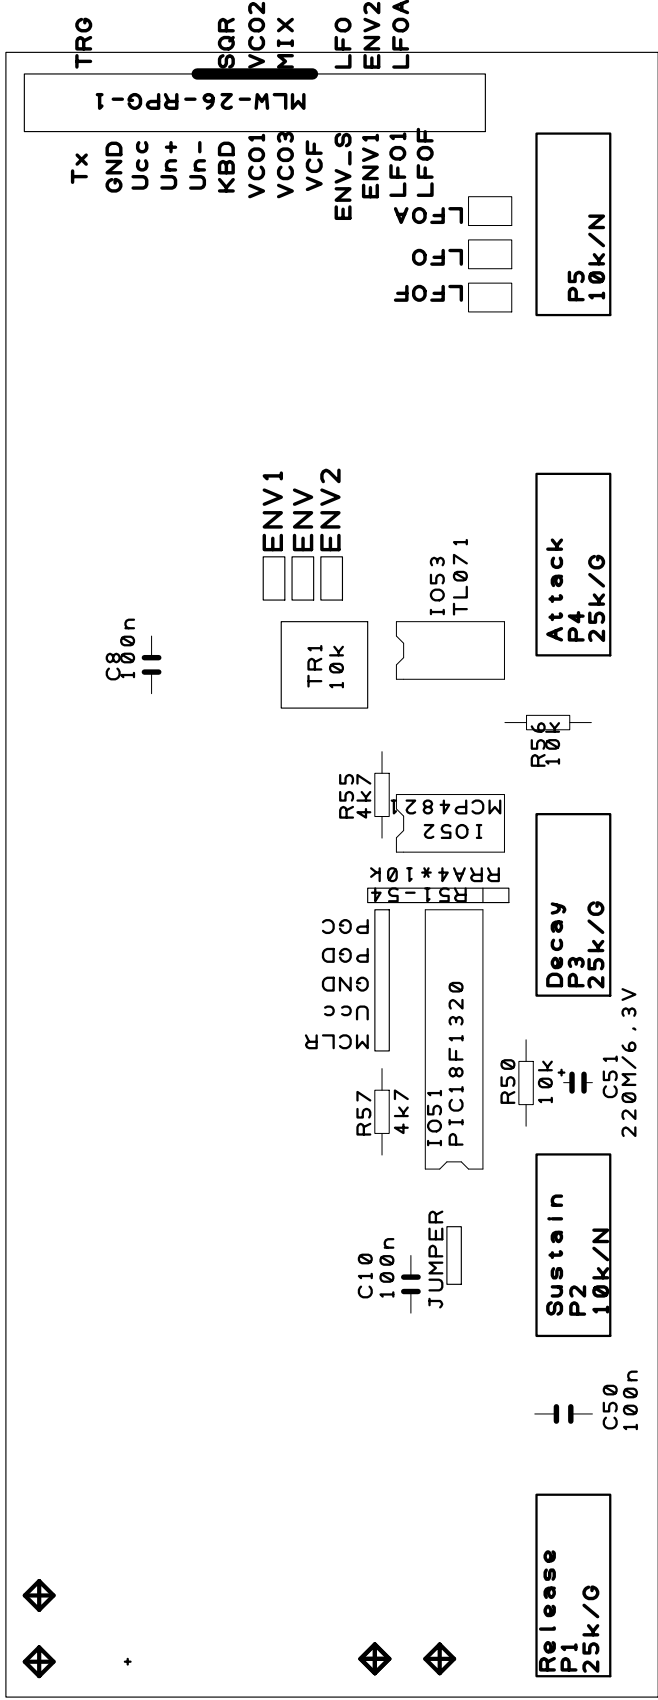 TRG
SQR
VCO2
MIX
LFO
ENV2
LFOA
MLW-26-RPG-1
Tx
GND
Ucc
Un+
Un-
KBD
VCO1
VCO3
VCF
ENV_S
ENV1
LFO1
LFOF
LFOA
LFO
LFOF
P5
10k/N
ENV1
ENV
ENV2
C8
100n
TR1
10k
IO53
TL071
Attack
P4
25k/G
R56
10k
R55
4k7
MCP4821
IO52
RRA4*10k
R51-54
PGC
PGD
GND
Ucc
MCLR
Decay
P3
25k/G
R57
4k7
IO51
PIC18F1320
R50
10k
+
C51
220M/6,3V
C10
100n
JUMPER
Sustain
P2
10k/N
C50
100n
Release
P1
25k/G
+